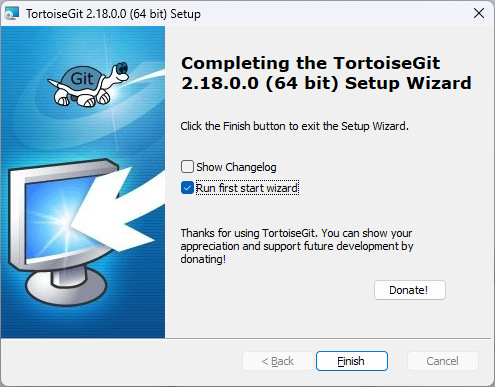 TortoiseGit 2.18.0.0 (64 bit) Setup
Git
Completing the TortoiseGit
2.18.0.0 (64 bit) Setup Wizard
Click the Finish button to exit the Setup Wizard.
Show Changelog
Run first start wizard
Thanks for using TortoiseGit. You can show your
appreciation and support future development by
donating!
Donate!
< Back
Finish
Cancel